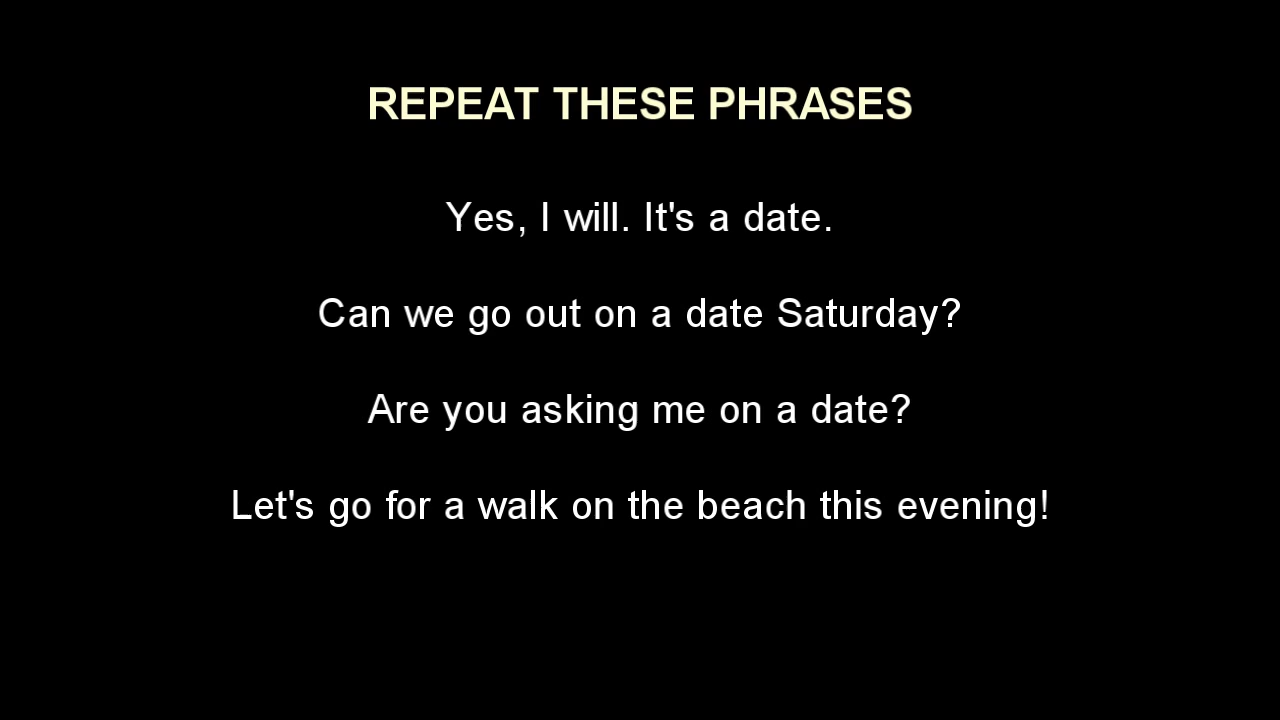 REPEAT THESE PHRASES
Yes, I will. It's a date.
Can we go out on a date Saturday?
Are you asking me on a date?
Let's go for a walk on the beach this evening!